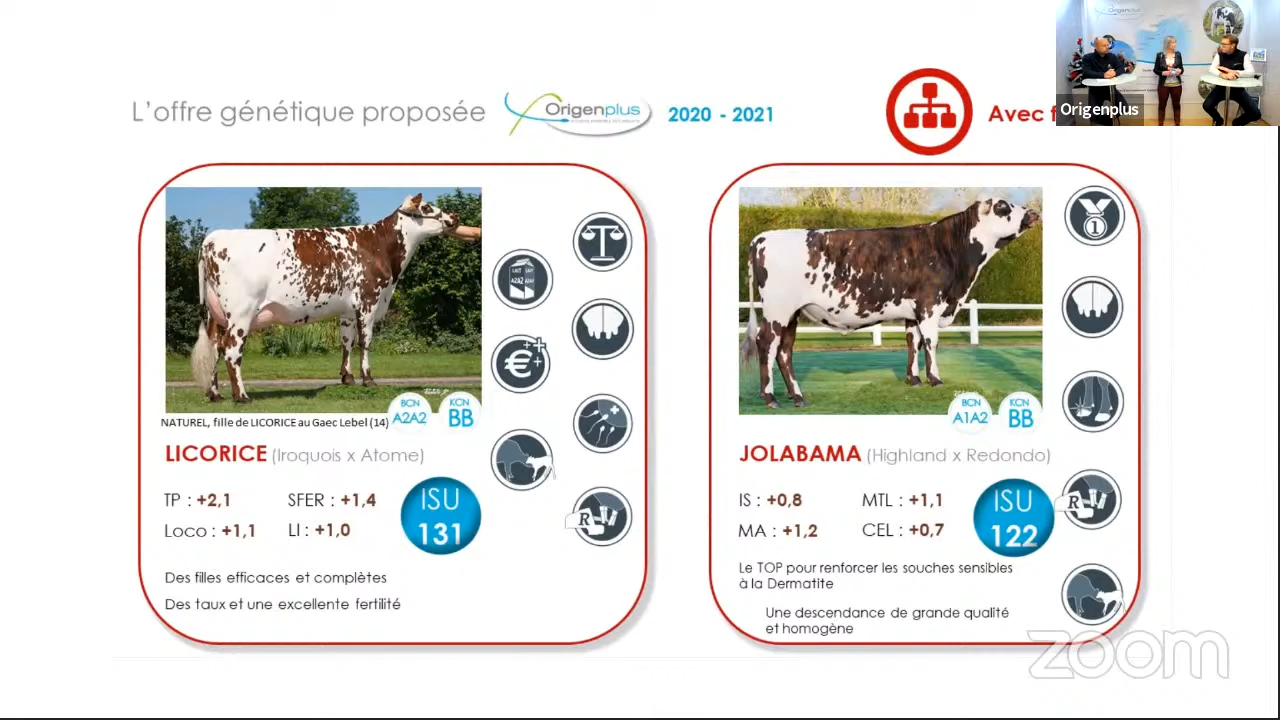 L'offre génétique proposée
Origenplus
2020 - 2021
Avec
Origenplus
LAIT
A2A2
BCN
A2A2
KCN
BB
NATUREL, fille de LICORICE au Gaec Lebel (14)
LICORICE (Iroquois x Atome)
TP : +2,1 SFER : +1,4
Loco : +1,1 LI : +1,0
ISU
131
R
Des filles efficaces et complètes
Des taux et une excellente fertilité
1
BCN
A1A2
KCN
BB
JOLABAMA (Highland x Redondo)
IS : +0,8 MTL : +1,1
MA : +1,2 CEL : +0,7
ISU
122
R
Le TOP pour renforcer les souches sensibles
à la Dermatite
Une descendance de grande qualité
et homogène
zoom